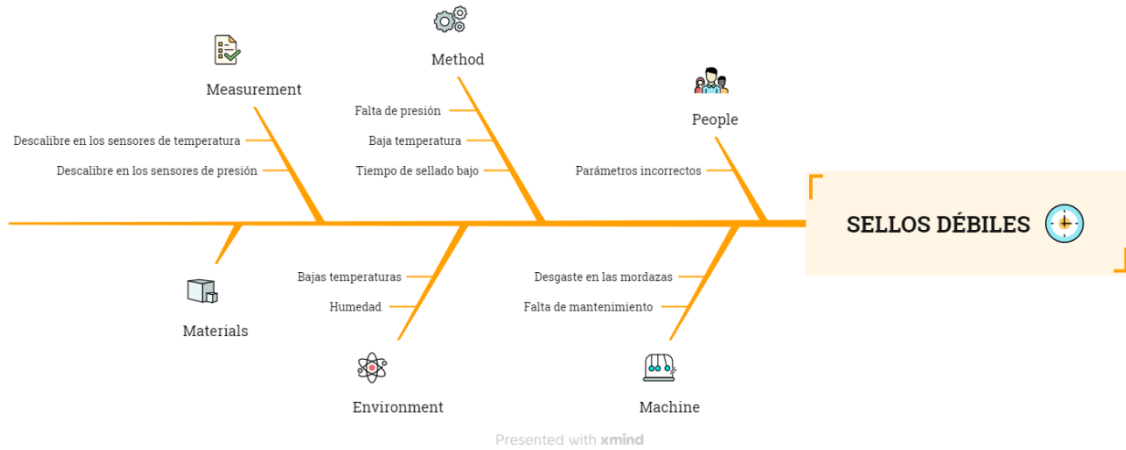 Method
Measurement
People
Falta de presión
Descalibre en los sensores de temperatura
Baja temperatura
Descalibre en los sensores de presión
Tiempo de sellado bajo
Parámetros incorrectos
SELLOS DÉBILES
Bajas temperaturas
Desgaste en las mordazas
Humedad
Falta de mantenimiento
Materials
Environment
Machine
Presented with xmind